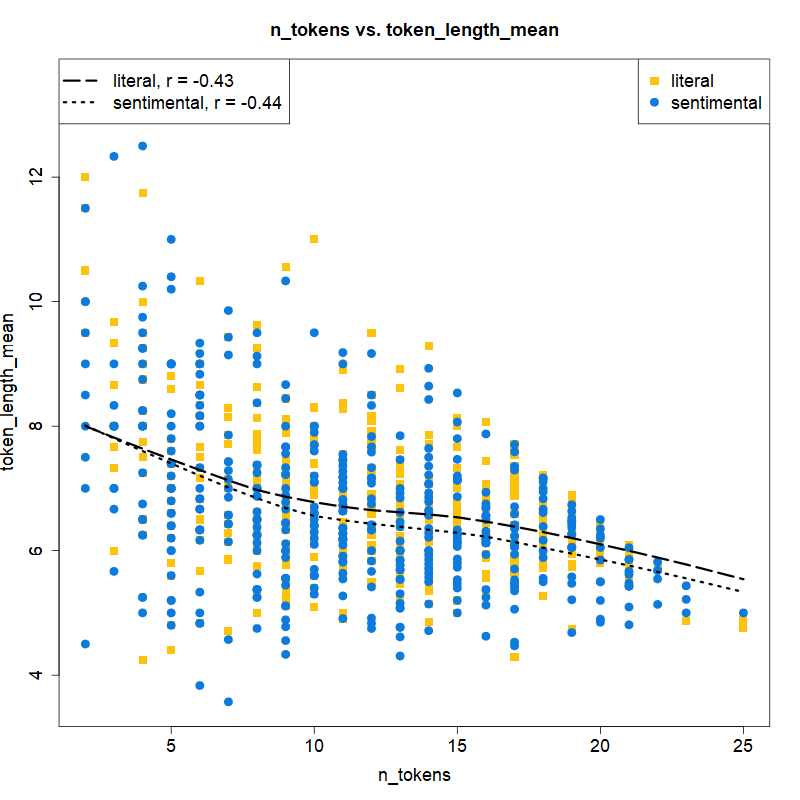 n_tokens vs. token_length_mean
literal, r = -0.43
sentimental, r = -0.44
literal
sentimental
token_length_mean
12
10
8
6
4
5
10
15
20
25
n_tokens